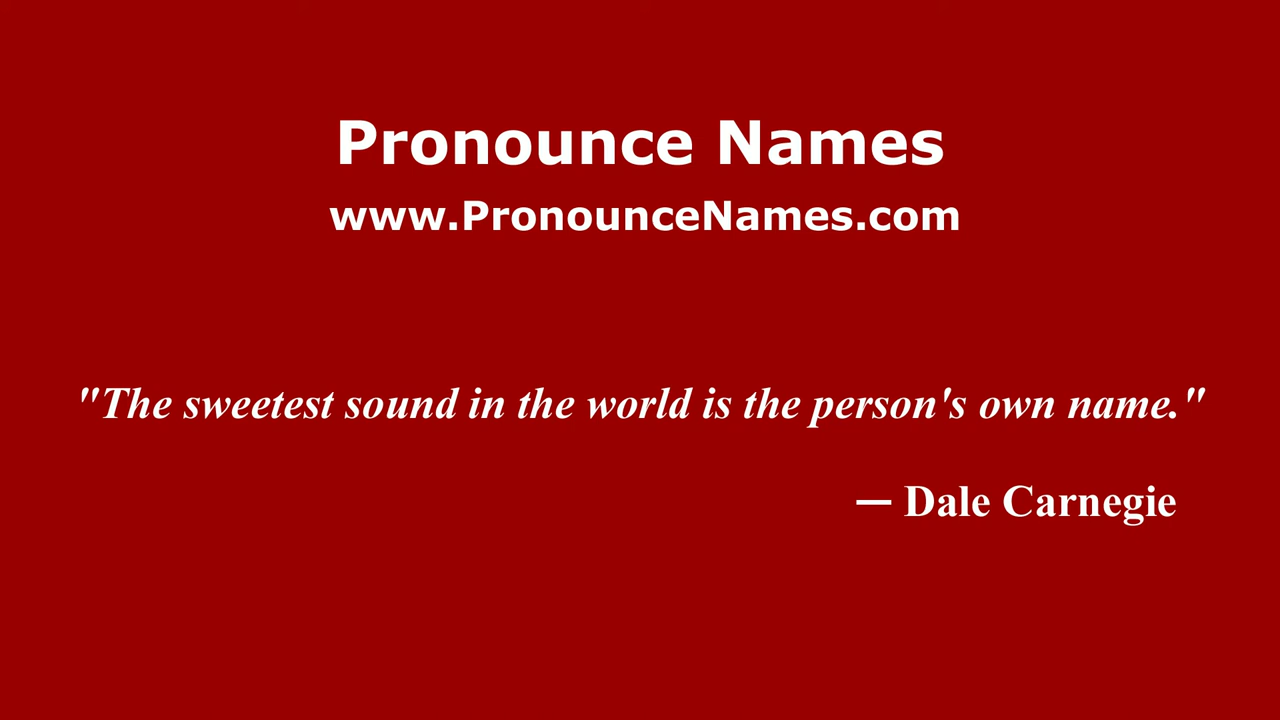 Pronounce Names
www.PronounceNames.com
"The sweetest sound in the world is the person's own name."
— Dale Carnegie